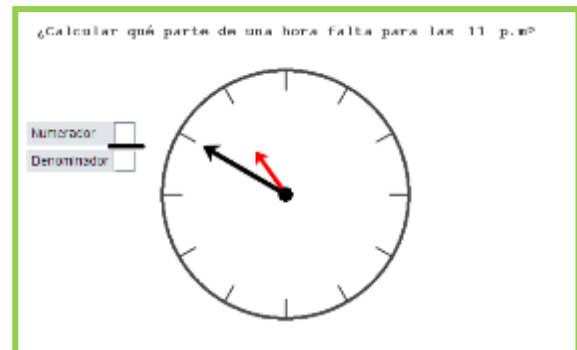 ¿Calcular qué parte de una hora falta para las 11 p.m?
Numerador
Denominador